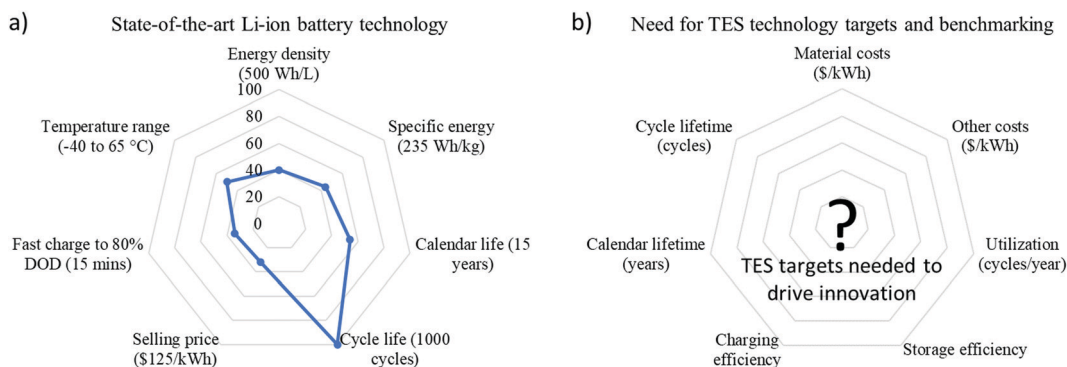 a)
State-of-the-art Li-ion battery technology
Energy density
(500 Wh/L)
100
80
60
40
20
0
Specific energy
(235 Wh/kg)
Calendar life (15
years)
Cycle life (1000
cycles)
Selling price
($125/kWh)
Fast charge to 80%
DOD (15 mins)
Temperature range
(-40 to 65 °C)
b)
Need for TES technology targets and benchmarking
Material costs
($/kWh)
Other costs
($/kWh)
Utilization
(cycles/year)
Storage efficiency
Charging
efficiency
Calendar lifetime
(years)
Cycle lifetime
(cycles)
?
TES targets needed to
drive innovation